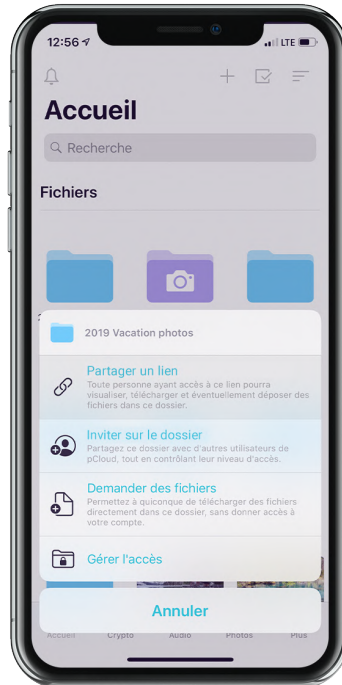 12:56
LTE
Accueil
Recherche
Fichiers
2019 Vacation photos
Partager un lien
Toute personne ayant accès à ce lien pourra
visualiser, télécharger et éventuellement déposer des
fichiers dans ce dossier.
Inviter sur le dossier
Partagez ce dossier avec d'autres utilisateurs de
pCloud, tout en contrôlant leur niveau d'accès.
Demander des fichiers
Permettez à quiconque de télécharger des fichiers
directement dans ce dossier, sans donner accès à
votre compte.
Gérer l'accès
Annuler
Accueil Crypto Audio Photos Plus